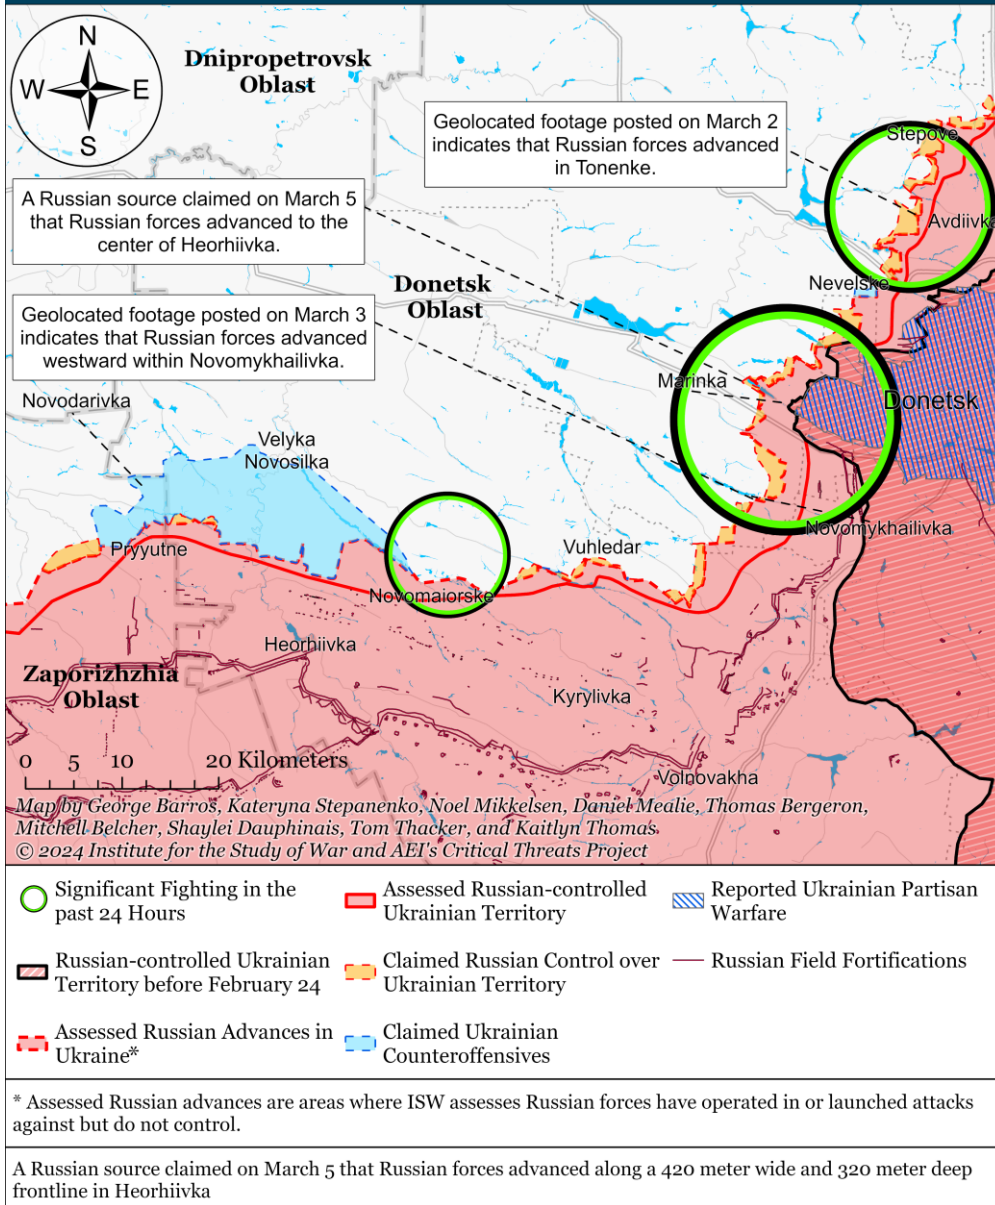 N
W
E
S
Dnipropetrovsk
Oblast
Geolocated footage posted on March 2
indicates that Russian forces advanced
in Tonenke.
Stepove
A Russian source claimed on March 5
that Russian forces advanced to the
center of Heorhiivka.
Avdiivka
Donetsk
Oblast
Nevelske
Geolocated footage posted on March 3
indicates that Russian forces advanced
westward within Novomykhailivka.
Marinka
Novodarivka
Donetsk
Velyka
Novosilka
Novomykhailivka
Pryyutne
Vuhledar
Novomaiorske
Heorhiivka
Zaporizhzhia
Oblast
Kyrylivka
0 5 10 20 Kilometers
Volnovakha
Map by George Barros, Kateryna Stepanenko, Noel Mikkelsen, Daniel Mealie, Thomas Bergeron,
Mitchell Belcher, Shaylei Dauphinais, Tom Thacker, and Kaitlyn Thomas
© 2024 Institute for the Study of War and AEI's Critical Threats Project
Significant Fighting in the
past 24 Hours
Assessed Russian-controlled
Ukrainian Territory
Reported Ukrainian Partisan
Warfare
Russian-controlled Ukrainian
Territory before February 24
Claimed Russian Control over
Ukrainian Territory
Russian Field Fortifications
Assessed Russian Advances in
Ukraine*
Claimed Ukrainian
Counteroffensives
* Assessed Russian advances are areas where ISW assesses Russian forces have operated in or launched attacks
against but do not control.
A Russian source claimed on March 5 that Russian forces advanced along a 420 meter wide and 320 meter deep
frontline in Heorhiivka